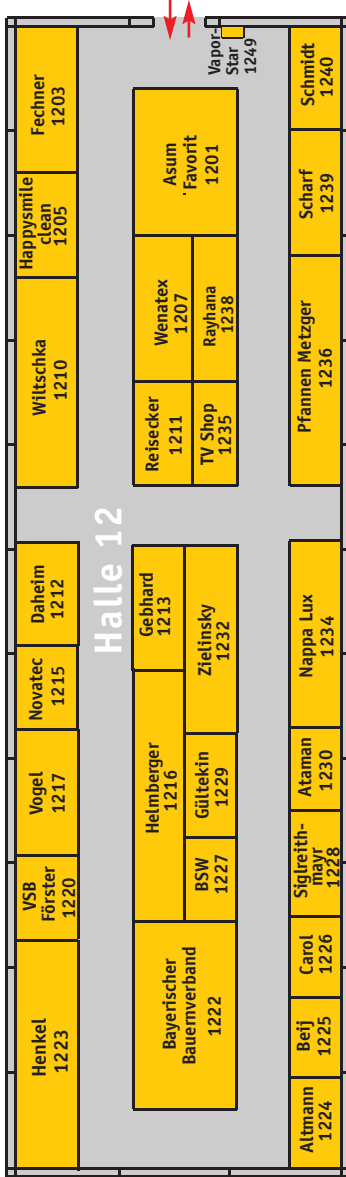 Halle 12
Fechner
1203
Happysmile
clean
1205
Wiltschka
1210
Daheim
1212
Novatec
1215
Vogel
1217
VSB
Förster
1220
Henkel
1223
Asum
'Favorit
1201
Wenatex
1207
Rayhana
1238
Reisecker
1211
TV Shop
1235
Gebhard
1213
Zielinsky
1232
Helmberger
1216
Gültekin
1229
BSW
1227
Bayerischer
Bauernverband
1222
Vapor-
Star
1249
Schmidt
1240
Scharf
1239
Pfannen Metzger
1236
Nappa Lux
1234
Ataman
1230
Siglreith-
mayr
1228
Carol
1226
Beij
1225
Altmann
1224